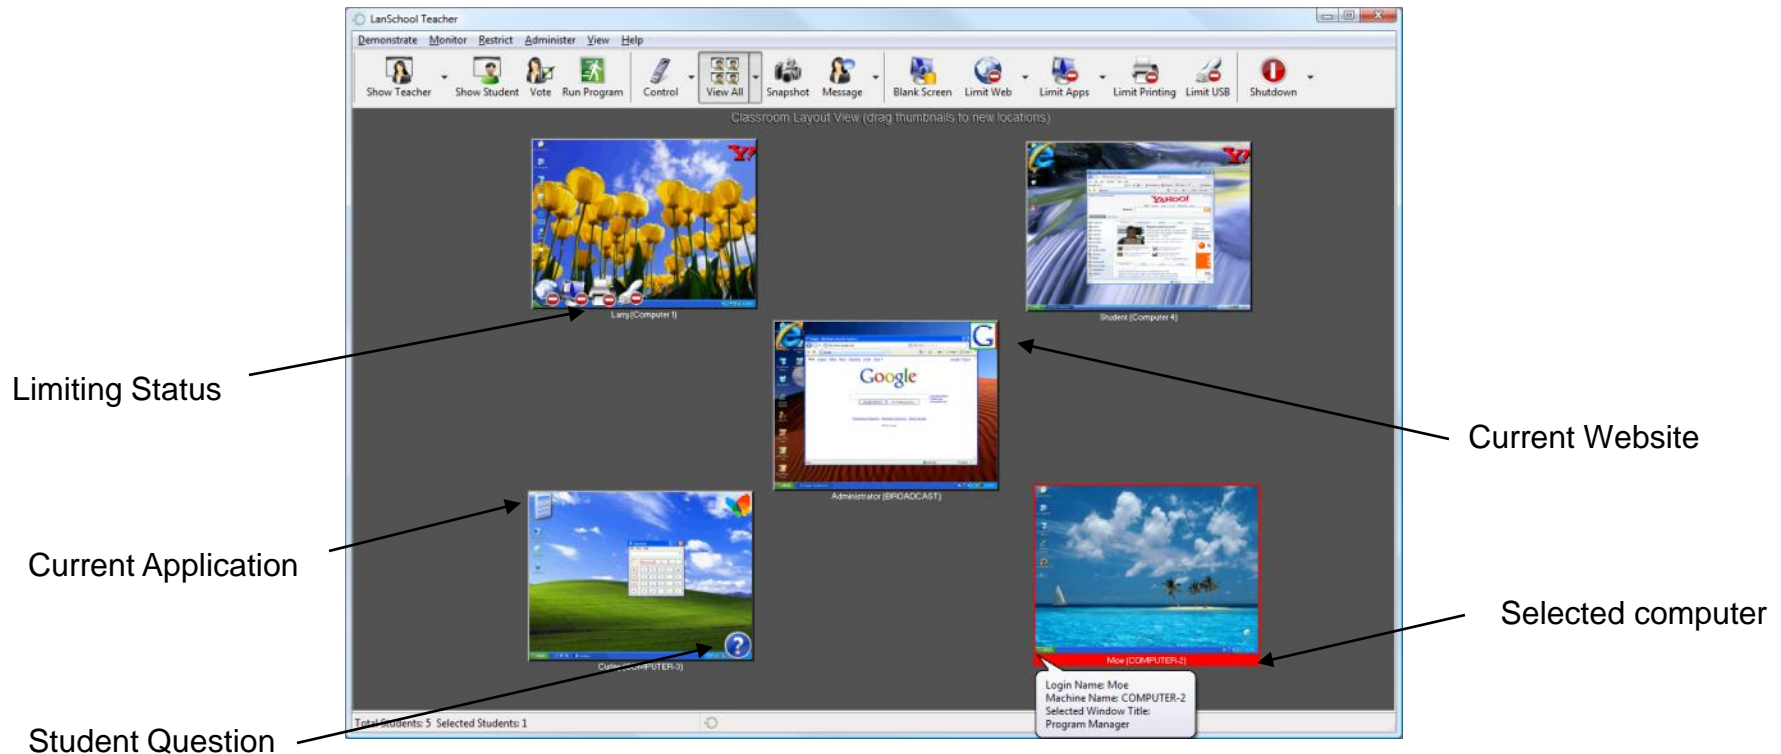 LanSchool Teacher
Demonstrate Monitor Restrict Administer View Help
Show Teacher Show Student Vote Run Program Control View All Snapshot Message Blank Screen Limit Web Limit Apps Limit Printing Limit USB Shutdown
Classroom Layout View (drag thumbnails to new locations)
Y!
Y!
YAHOO!
Larry (Computer 1)
Student (Computer 4)
G
Google
Limiting Status
Current Website
Administrator (BROADCAST)
Current Application
Selected computer
?
Curley (COMPUTER-3)
Moe (COMPUTER-2)
Login Name: Moe
Machine Name: COMPUTER-2
Selected Window Title:
Program Manager
Total Students: 5 Selected Students: 1
Student Question